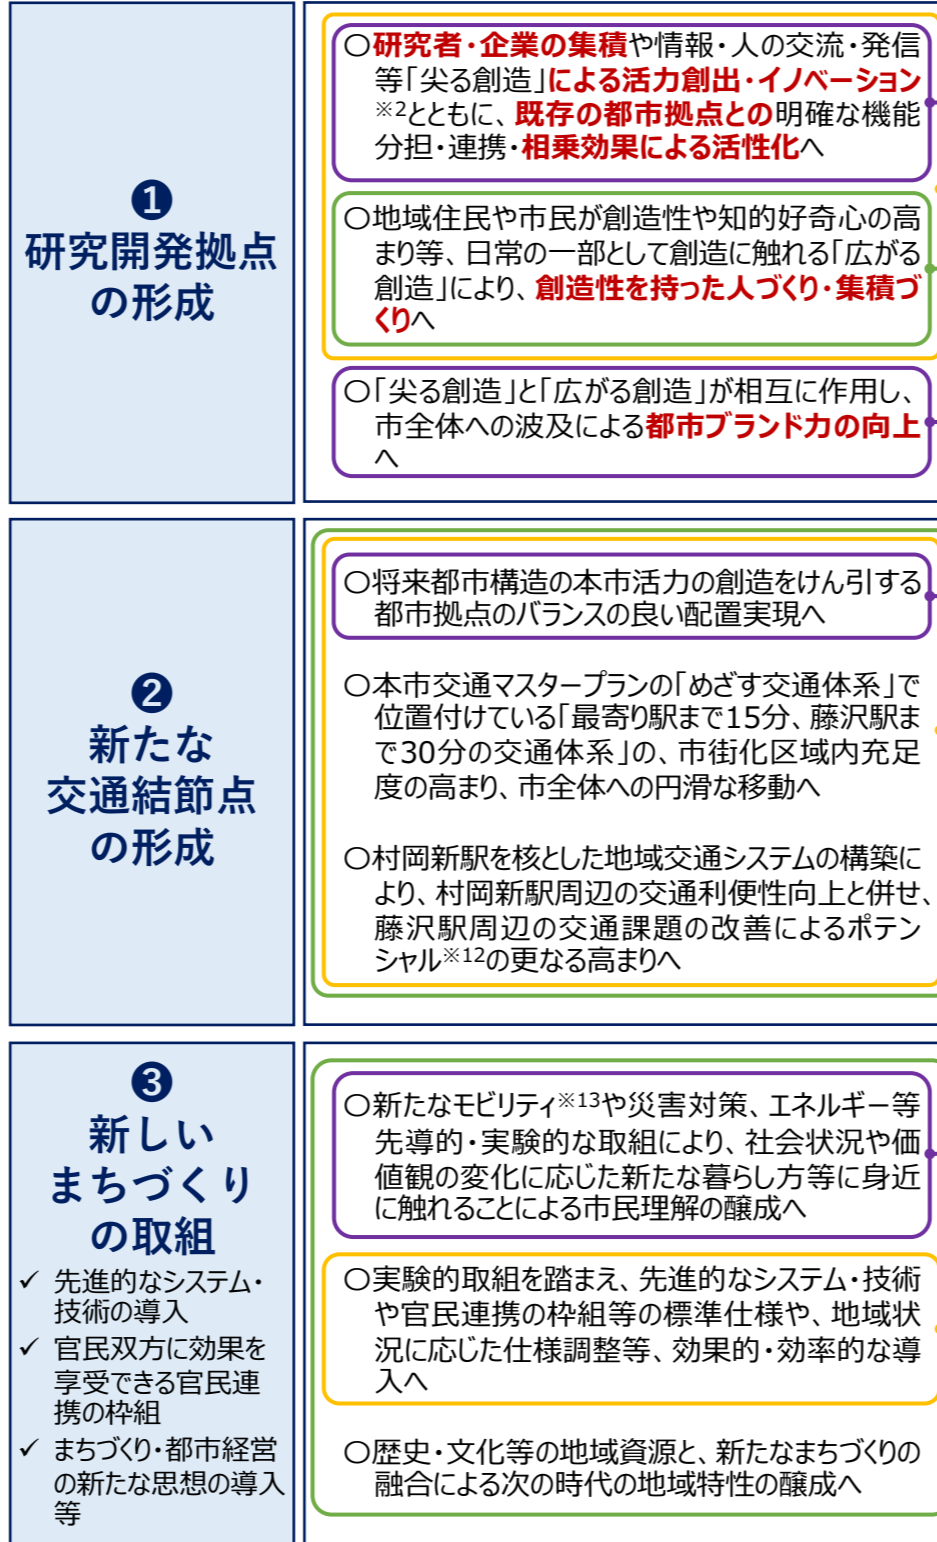 ❶
研究開発拠点
の形成
〇研究者・企業の集積や情報・人の交流・発信
等「尖る創造」による活力創出・イノベーション
※2とともに、既存の都市拠点との明確な機能
分担・連携・相乗効果による活性化へ
〇地域住民や市民が創造性や知的好奇心の高
まり等、日常の一部として創造に触れる「広がる
創造」により、創造性を持った人づくり・集積づ
くりへ
〇「尖る創造」と「広がる創造」が相互に作用し、
市全体への波及による都市ブランド力の向上
へ
❷
新たな
交通結節点
の形成
〇将来都市構造の本市活力の創造をけん引する
都市拠点のバランスの良い配置実現へ
〇本市交通マスタープランの「めざす交通体系」で
位置付けている「最寄り駅まで15分、藤沢駅ま
で30分の交通体系」の、市街化区域内充足
度の高まり、市全体への円滑な移動へ
〇村岡新駅を核とした地域交通システムの構築に
より、村岡新駅周辺の交通利便性向上と併せ、
藤沢駅周辺の交通課題の改善によるポテン
シャル※12の更なる高まりへ
❸
新しい
まちづくり
の取組
✓ 先進的なシステム・
技術の導入
✓ 官民双方に効果を
享受できる官民連
携の枠組
✓ まちづくり・都市経営
の新たな思想の導入
等
〇新たなモビリティ※13や災害対策、エネルギー等
先導的・実験的な取組により、社会状況や価
値観の変化に応じた新たな暮らし方等に身近
に触れることによる市民理解の醸成へ
〇実験的取組を踏まえ、先進的なシステム・技術
や官民連携の枠組等の標準仕様や、地域状
況に応じた仕様調整等、効果的・効率的な導
入へ
〇歴史・文化等の地域資源と、新たなまちづくりの
融合による次の時代の地域特性の醸成へ